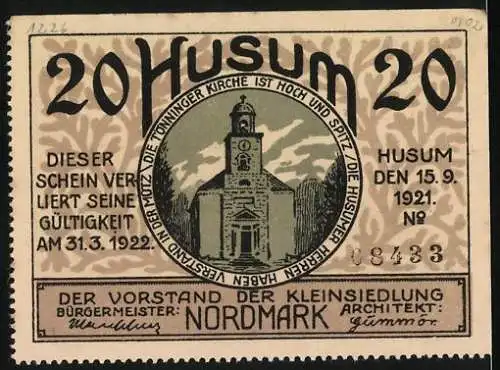 20 HUSUM 20
DIE TÖNNINGER KIRCHE IST HOCH UND SPITZ / DIE HUSUMER HERREN HABEN VERSTAND IN DER MÜTZ
DIESER
SCHEIN VER-
LIERT SEINE
GÜLTIGKEIT
AM 31.3.1922.
HUSUM
DEN 15.9.
1921.
No
08433
DER VORSTAND DER KLEINSIEDLUNG
BÜRGERMEISTER: NORDMARK ARCHITEKT: